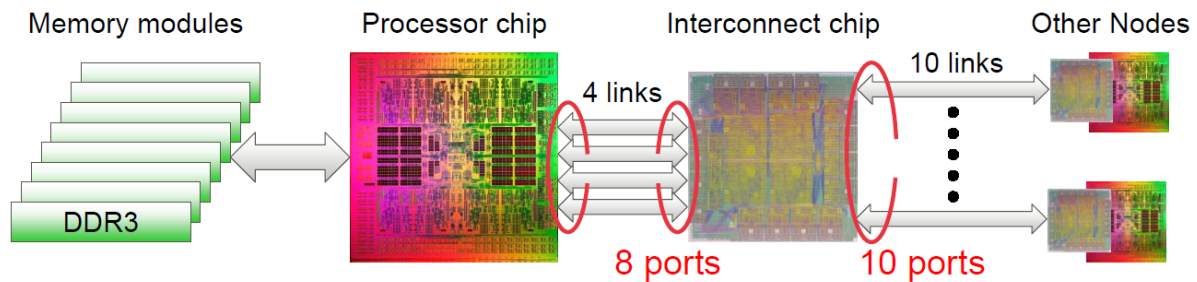 Memory modules
Processor chip
Interconnect chip
Other Nodes
4 links
10 links
DDR3
8 ports
10 ports